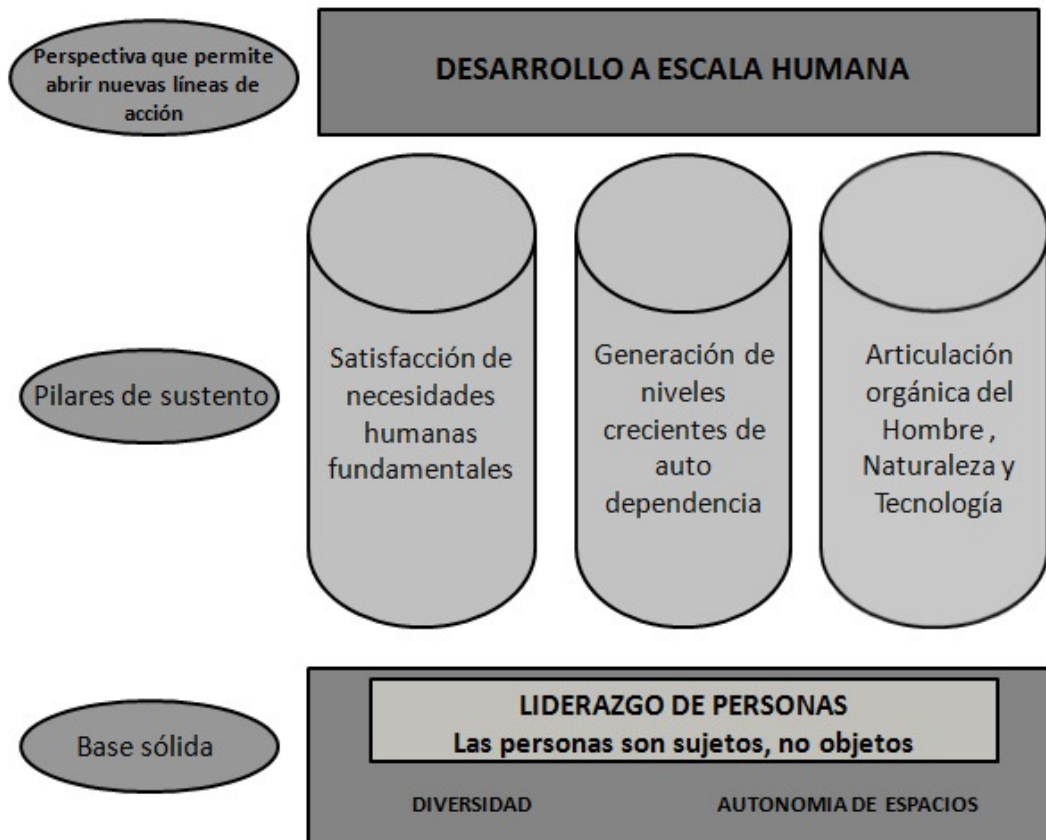 Perspectiva que permite
abrir nuevas líneas de
acción
DESARROLLO A ESCALA HUMANA
Pilares de sustento
Satisfacción de
necesidades
humanas
fundamentales
Generación de
niveles
crecientes de
auto
dependencia
Articulación
orgánica del
Hombre ,
Naturaleza y
Tecnología
Base sólida
LIDERAZGO DE PERSONAS
Las personas son sujetos, no objetos
DIVERSIDAD
AUTONOMIA DE ESPACIOS